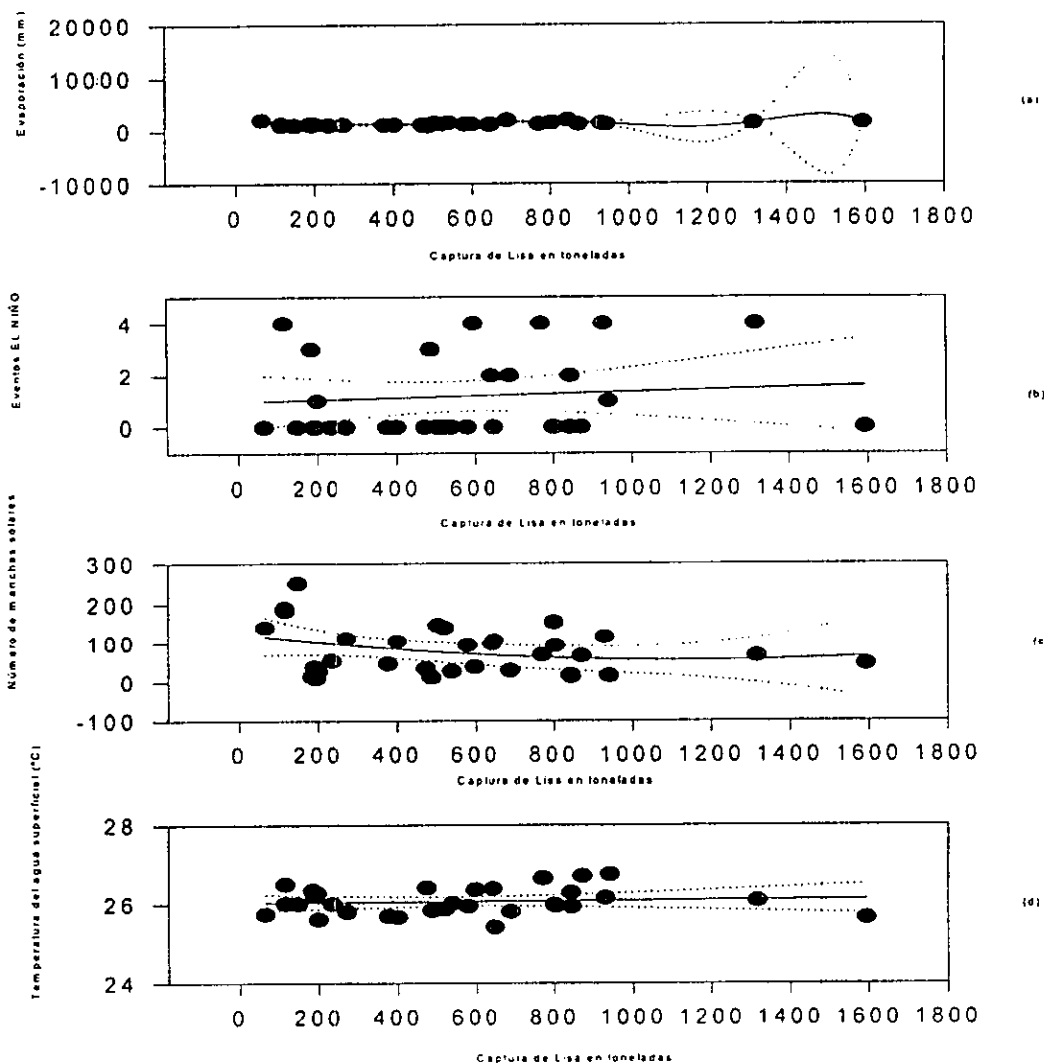 Evaporación (mm)
20000
10000
0
-10000
0 200 400 600 800 1000 1200 1400 1600 1800
Captura de Lisa en toneladas
(a)
Eventos EL NIÑO
4
2
0
0 200 400 600 800 1000 1200 1400 1600 1800
Captura de Lisa en toneladas
(b)
Número de manchas solares
300
200
100
0
-100
0 200 400 600 800 1000 1200 1400 1600 1800
Captura de Lisa en toneladas
(c
Temperatura del agua superficial (°C)
28
26
24
0 200 400 600 800 1000 1200 1400 1600 1800
Captura de Lisa en toneladas
(d)